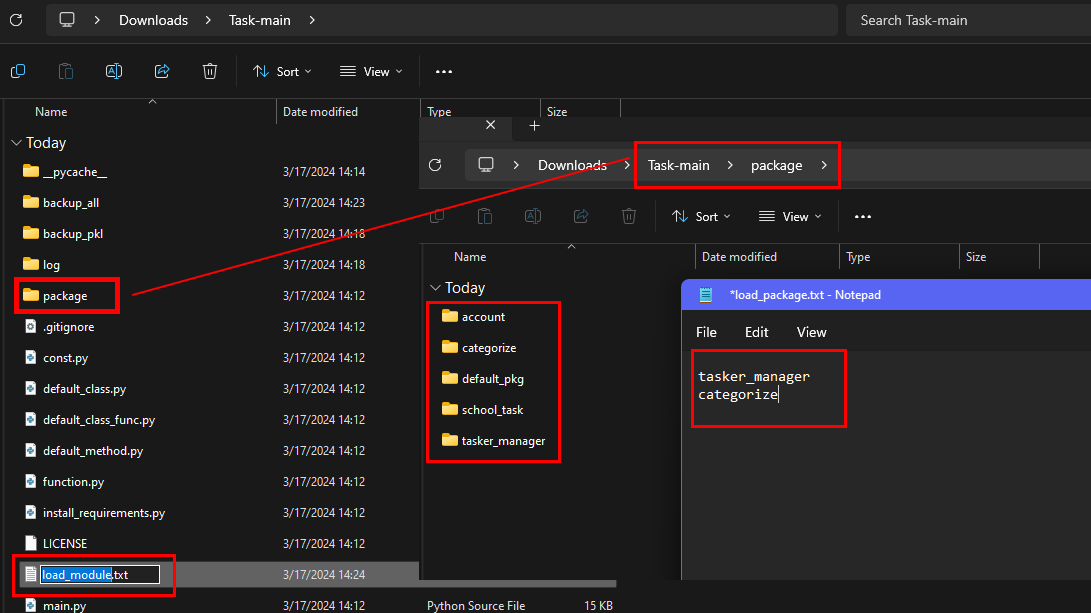 Downloads > Task-main >
Search Task-main
Sort
View
Name
Date modified
Type
Size
Today
__pycache__ 3/17/2024 14:14
backup_all 3/17/2024 14:23
backup_pkl 3/17/2024 14:18
log 3/17/2024 14:18
package 3/17/2024 14:12
.gitignore 3/17/2024 14:12
const.py 3/17/2024 14:12
default_class.py 3/17/2024 14:12
default_class_func.py 3/17/2024 14:12
default_method.py 3/17/2024 14:12
function.py 3/17/2024 14:12
install_requirements.py 3/17/2024 14:12
LICENSE 3/17/2024 14:12
load_module.txt 3/17/2024 14:24
main.py 3/17/2024 14:12 Python Source File 15 KB
Downloads > Task-main > package >
Sort
View
Name
Date modified
Type
Size
Today
account
categorize
default_pkg
school_task
tasker_manager
*load_package.txt - Notepad
File Edit View
tasker_manager
categorize